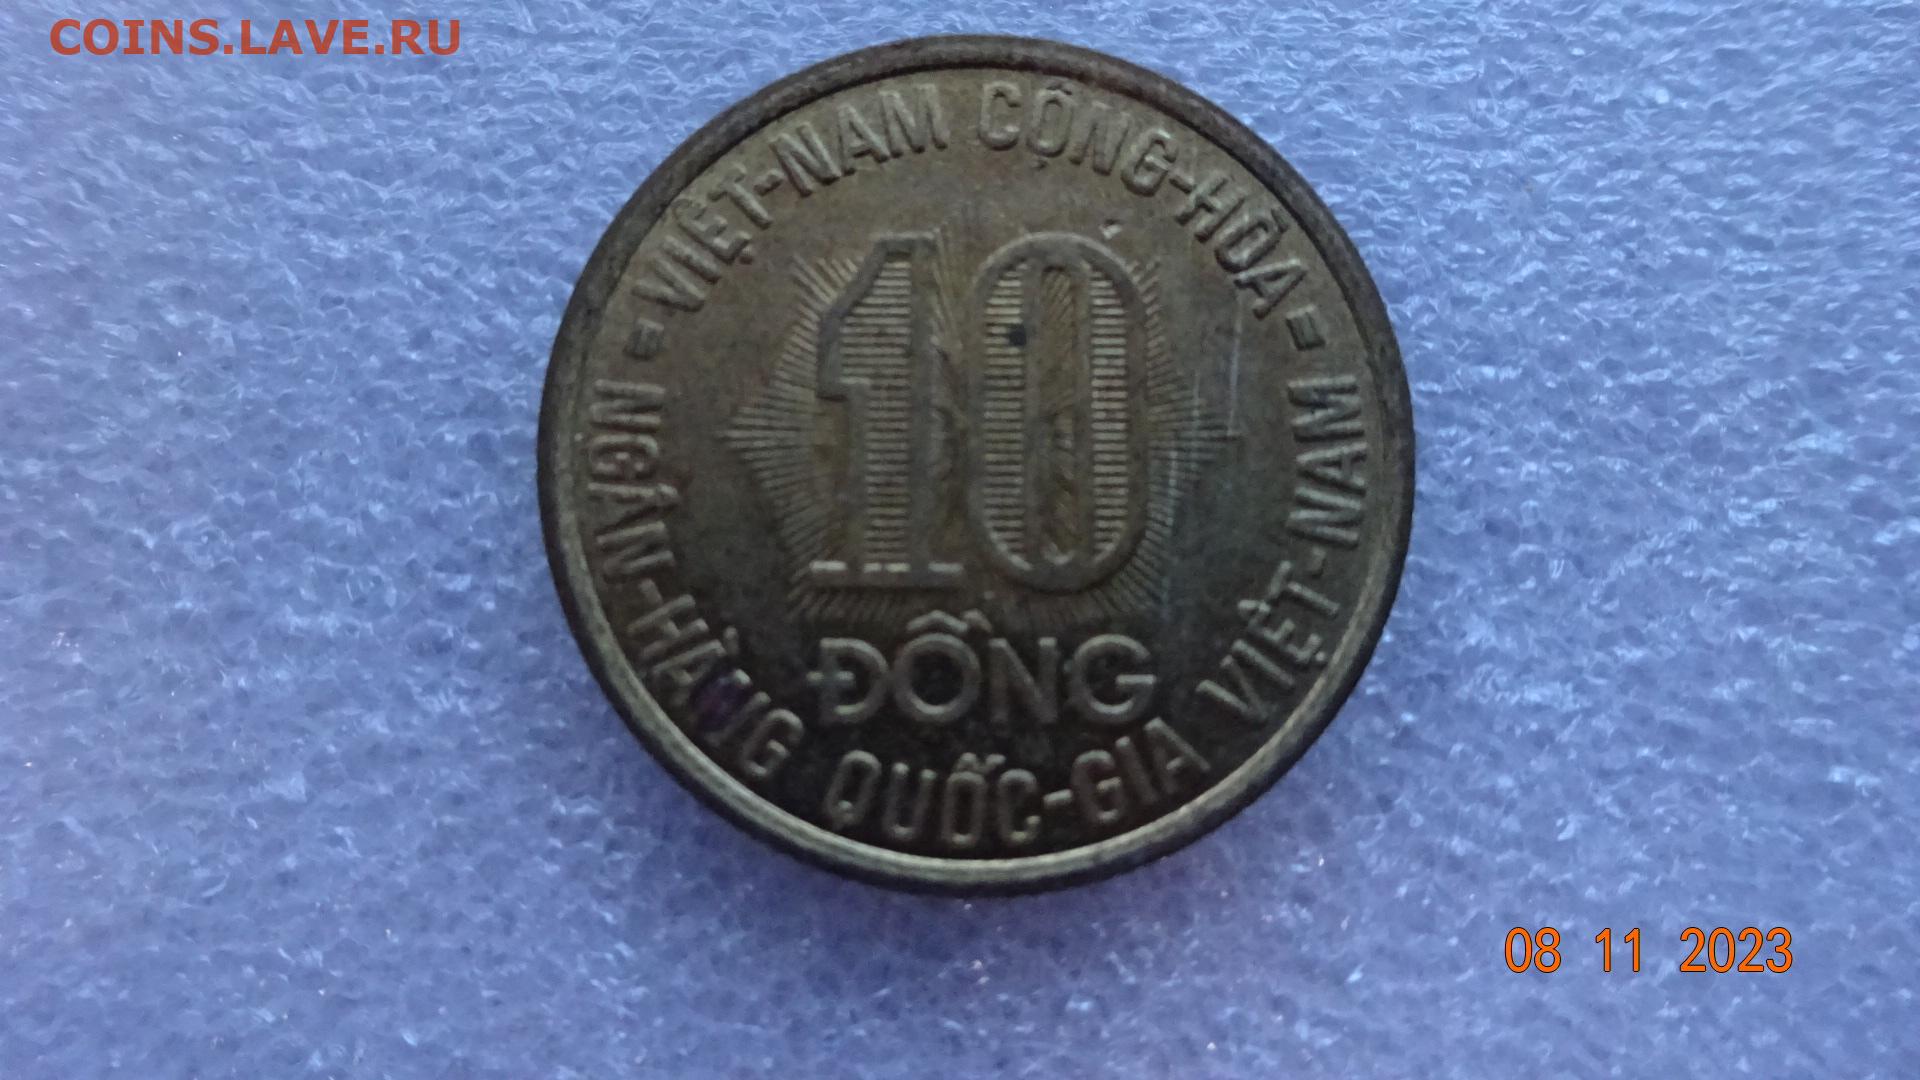 COINS.LAVE.RU
VIỆT-NAM CỘNG-HÒA
10
ĐỒNG
NGÂN-HÀNG QUỐC-GIA VIỆT-NAM
08 11 2023